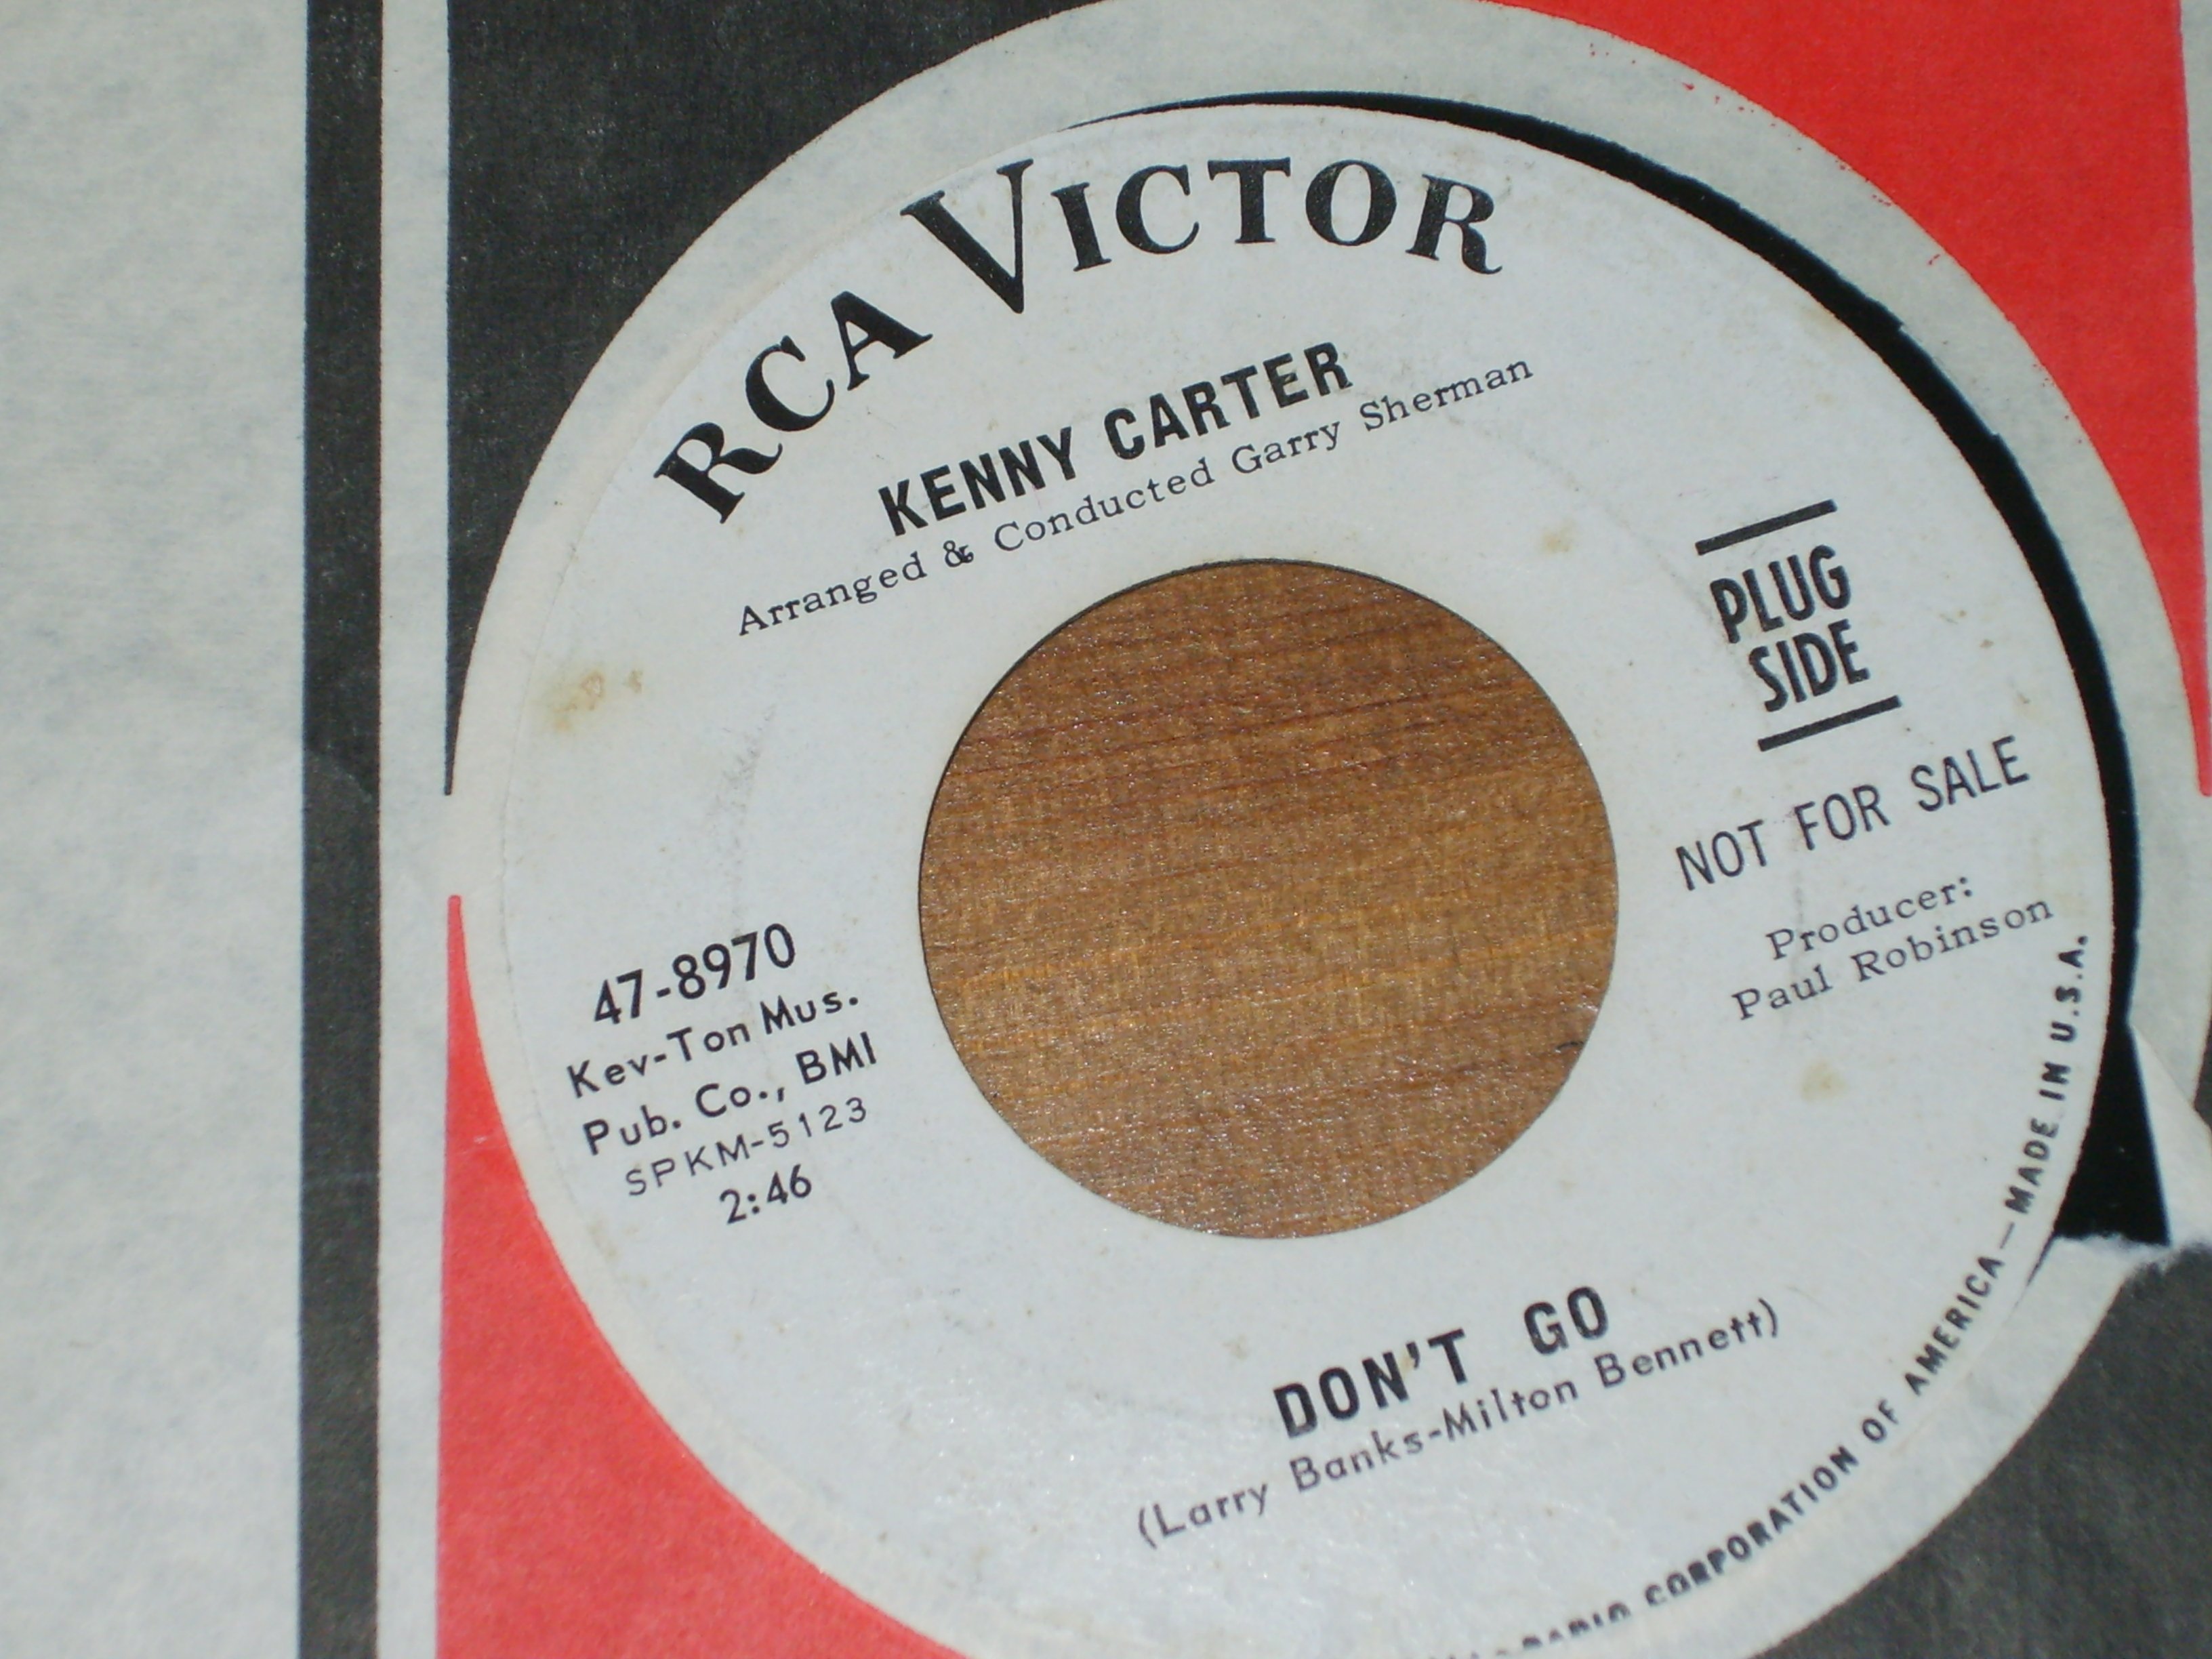 RCA VICTOR
KENNY CARTER
Arranged & Conducted Garry Sherman
PLUG
SIDE
NOT FOR SALE
Producer:
Paul Robinson
47-8970
Kev-Ton Mus.
Pub. Co., BMI
SPKM-5123
2:46
DON'T GO
(Larry Banks-Milton Bennett)
RADIO CORPORATION OF AMERICA — MADE IN U.S.A.